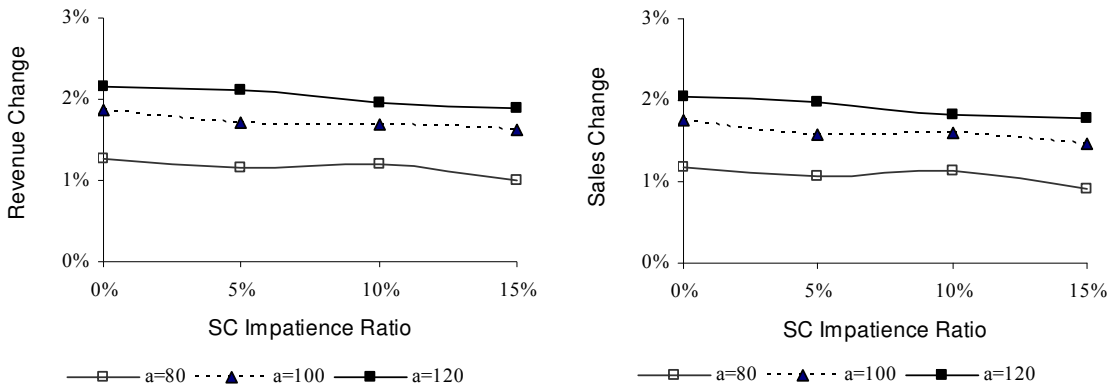 3%
2%
1%
0%
Revenue Change
0%
5%
10%
15%
SC Impatience Ratio
a=80
a=100
a=120
3%
2%
1%
0%
Sales Change
0%
5%
10%
15%
SC Impatience Ratio
a=80
a=100
a=120